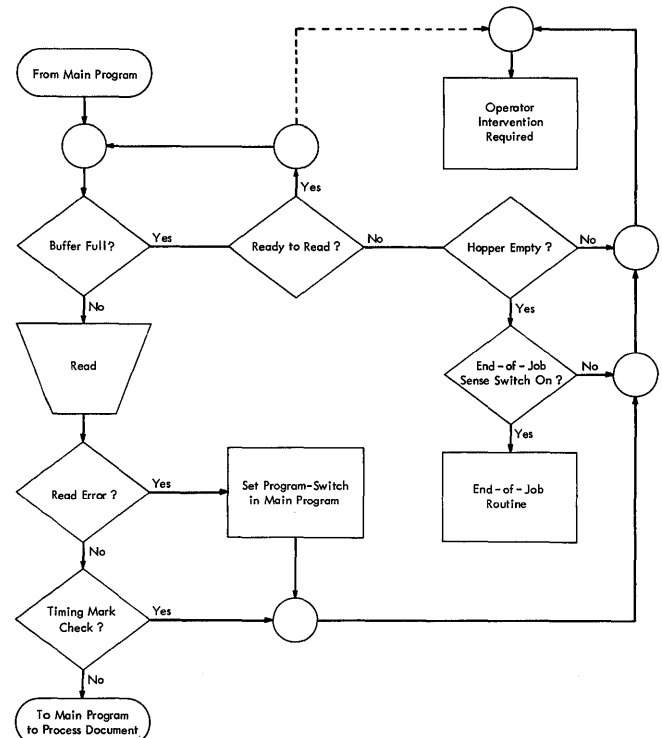 From Main Program
Operator
Intervention
Required
Yes
Buffer Full?
Yes
Ready to Read ?
No
Hopper Empty ?
No
No
Yes
Read
End-of-Job
Sense Switch On ?
No
Yes
Read Error ?
Yes
Set Program-Switch
in Main Program
End-of-Job
Routine
No
Timing Mark
Check ?
Yes
No
To Main Program
to Process Document